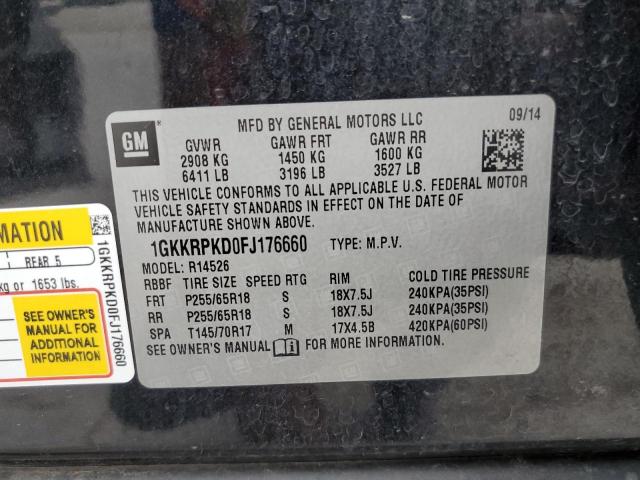 MFD BY GENERAL MOTORS LLC
09/14
GM
GVWR GAWR FRT GAWR RR
2908 KG 1450 KG 1600 KG
6411 LB 3196 LB 3527 LB
THIS VEHICLE CONFORMS TO ALL APPLICABLE U.S. FEDERAL MOTOR
VEHICLE SAFETY STANDARDS IN EFFECT ON THE DATE OF
MANUFACTURE SHOWN ABOVE.
1GKKRPKD0FJ176660 TYPE: M.P.V.
MODEL: R14526
RBBF TIRE SIZE SPEED RTG RIM COLD TIRE PRESSURE
FRT P255/65R18 S 18X7.5J 240KPA(35PSI)
RR P255/65R18 S 18X7.5J 240KPA(35PSI)
SPA T145/70R17 M 17X4.5B 420KPA(60PSI)
SEE OWNER'S MANUAL FOR MORE INFORMATION.
MATION
REAR 5
kg or 1653 lbs.
SEE OWNER'S
MANUAL FOR
ADDITIONAL
INFORMATION
1GKKRPKD0FJ176660